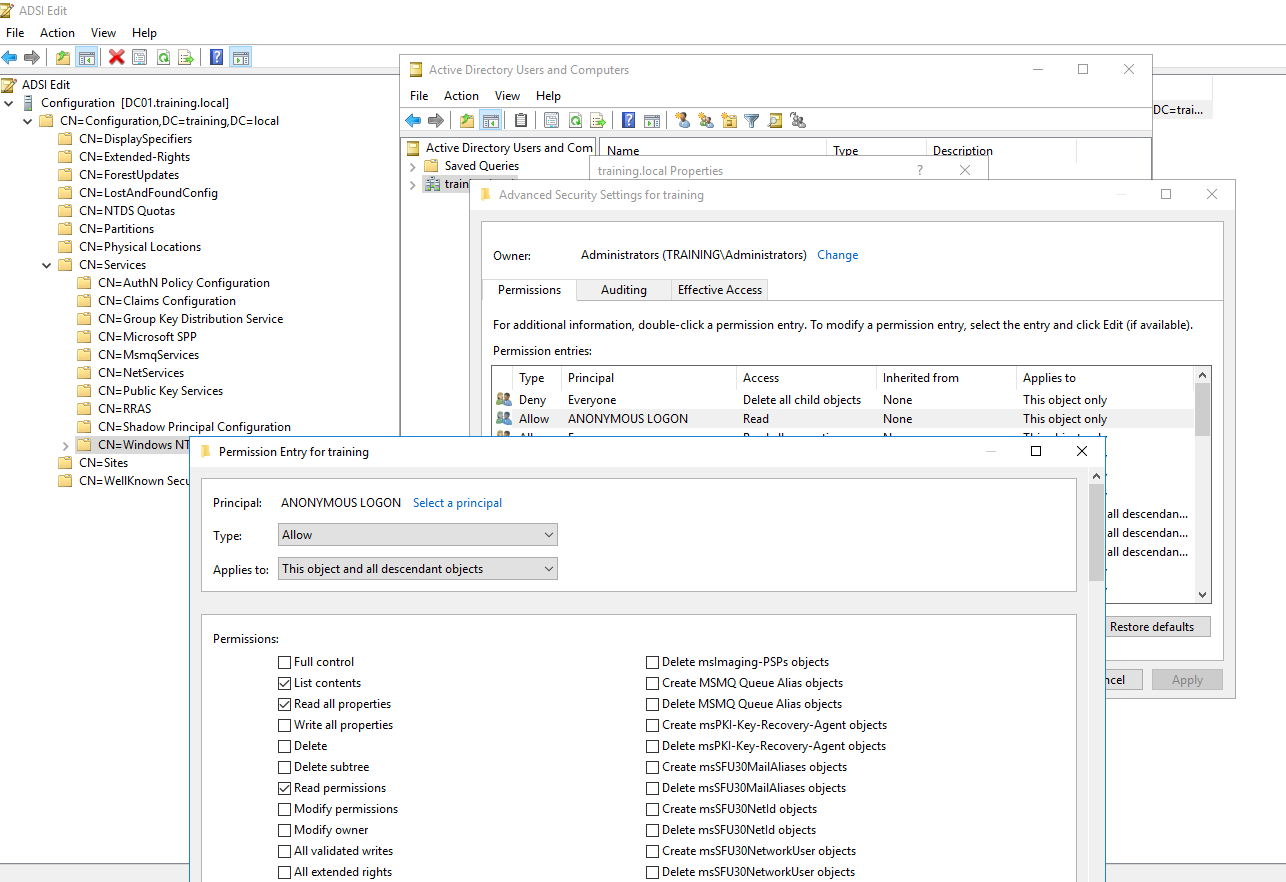 ADSI Edit
File Action View Help
ADSI Edit
Configuration [DC01.training.local]
CN=Configuration,DC=training,DC=local
CN=DisplaySpecifiers
CN=Extended-Rights
CN=ForestUpdates
CN=LostAndFoundConfig
CN=NTDS Quotas
CN=Partitions
CN=Physical Locations
CN=Services
CN=AuthN Policy Configuration
CN=Claims Configuration
CN=Group Key Distribution Service
CN=Microsoft SPP
CN=MsmqServices
CN=NetServices
CN=Public Key Services
CN=RRAS
CN=Shadow Principal Configuration
CN=Windows NT
CN=Sites
CN=WellKnown Secu
DC=trai...
Active Directory Users and Computers
File Action View Help
Active Directory Users and Com
Saved Queries
train
Name Type Description
training.local Properties ?
Advanced Security Settings for training
Owner: Administrators (TRAINING\Administrators) Change
Permissions Auditing Effective Access
For additional information, double-click a permission entry. To modify a permission entry, select the entry and click Edit (if available).
Permission entries:
Type Principal Access Inherited from Applies to
Deny Everyone Delete all child objects None This object only
Allow ANONYMOUS LOGON Read None This object only
all descendan...
all descendan...
all descendan...
Restore defaults
ncel Apply
Permission Entry for training
Principal: ANONYMOUS LOGON Select a principal
Type: Allow
Applies to: This object and all descendant objects
Permissions:
Full control
List contents
Read all properties
Write all properties
Delete
Delete subtree
Read permissions
Modify permissions
Modify owner
All validated writes
All extended rights
Delete msImaging-PSPs objects
Create MSMQ Queue Alias objects
Delete MSMQ Queue Alias objects
Create msPKI-Key-Recovery-Agent objects
Delete msPKI-Key-Recovery-Agent objects
Create msSFU30MailAliases objects
Delete msSFU30MailAliases objects
Create msSFU30NetId objects
Delete msSFU30NetId objects
Create msSFU30NetworkUser objects
Delete msSFU30NetworkUser objects